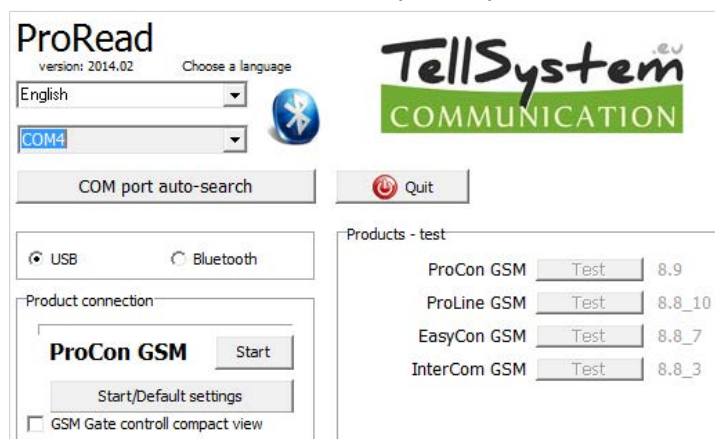 ProRead
version: 2014.02 Choose a language
English
COM4
COM port auto-search
TellSystem.eu
COMMUNICATION
Quit
USB Bluetooth
Product connection
ProCon GSM Start
Start/Default settings
GSM Gate controll compact view
Products - test
ProCon GSM Test 8.9
ProLine GSM Test 8.8_10
EasyCon GSM Test 8.8_7
InterCom GSM Test 8.8_3